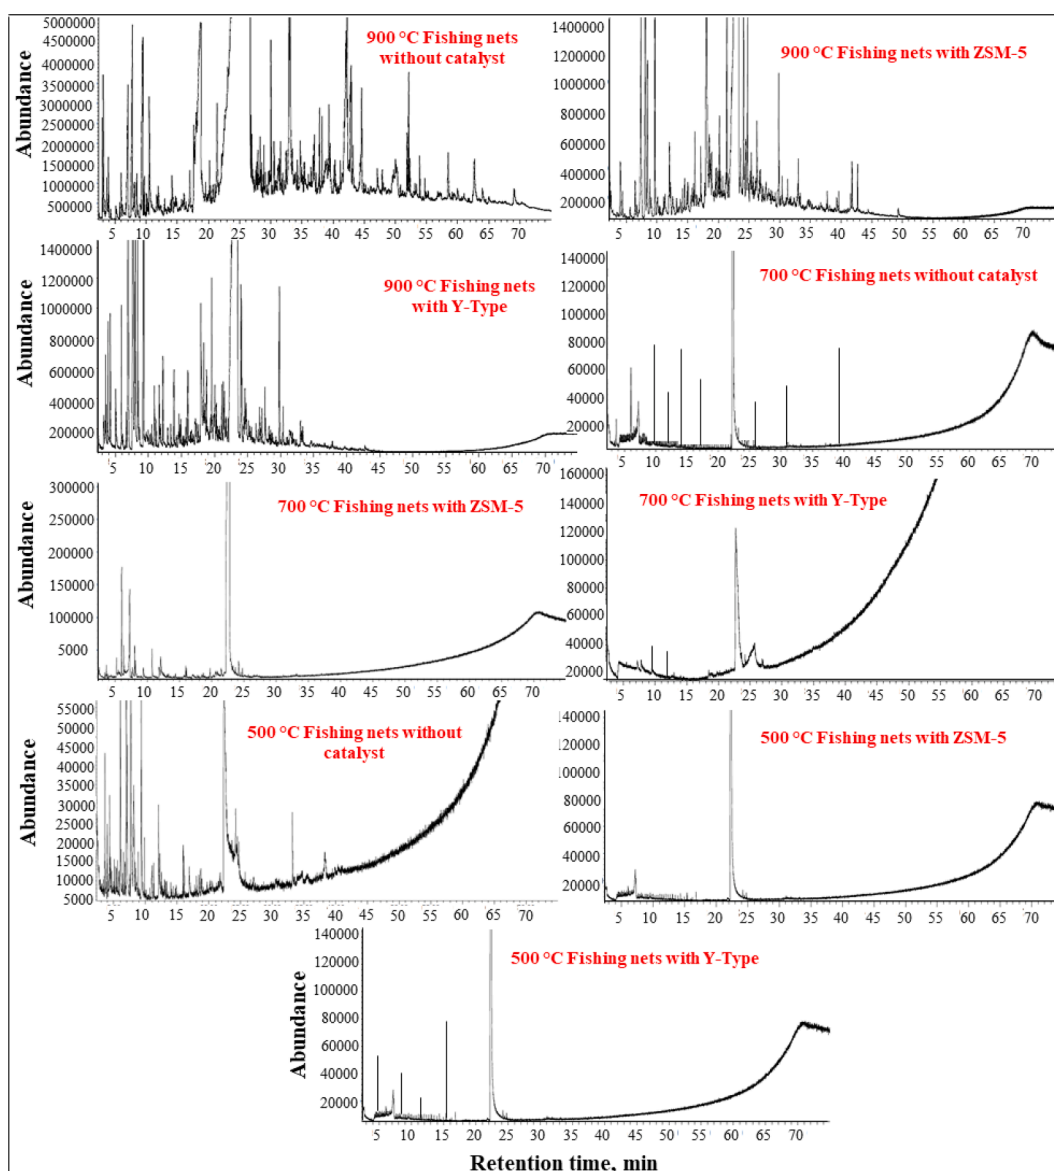 900 °C Fishing nets
without catalyst
Abundance
5000000
4500000
4000000
3500000
3000000
2500000
2000000
1500000
1000000
500000
5 10 15 20 25 30 35 40 45 50 55 60 65 70
900 °C Fishing nets with ZSM-5
1400000
1200000
1000000
800000
600000
400000
200000
5 10 15 20 25 30 35 40 45 50 55 60 65 70
900 °C Fishing nets
with Y-Type
Abundance
1400000
1200000
1000000
800000
600000
400000
200000
5 10 15 20 25 30 35 40 45 50 55 60 65 70
700 °C Fishing nets without catalyst
140000
120000
100000
80000
60000
40000
20000
5 10 15 20 25 30 35 40 45 50 55 60 65 70
700 °C Fishing nets with ZSM-5
Abundance
300000
250000
200000
150000
100000
5000
5 10 15 20 25 30 35 40 45 50 55 60 65 70
700 °C Fishing nets with Y-Type
160000
140000
120000
100000
80000
60000
40000
20000
5 10 15 20 25 30 35 40 45 50 55 60 65 70
500 °C Fishing nets without
catalyst
Abundance
55000
50000
45000
40000
35000
30000
25000
20000
15000
10000
5000
5 10 15 20 25 30 35 40 45 50 55 60 65 70
500 °C Fishing nets with ZSM-5
140000
120000
100000
80000
60000
40000
20000
5 10 15 20 25 30 35 40 45 50 55 60 65 70
500 °C Fishing nets with Y-Type
Abundance
140000
120000
100000
80000
60000
40000
20000
5 10 15 20 25 30 35 40 45 50 55 60 65 70
Retention time, min